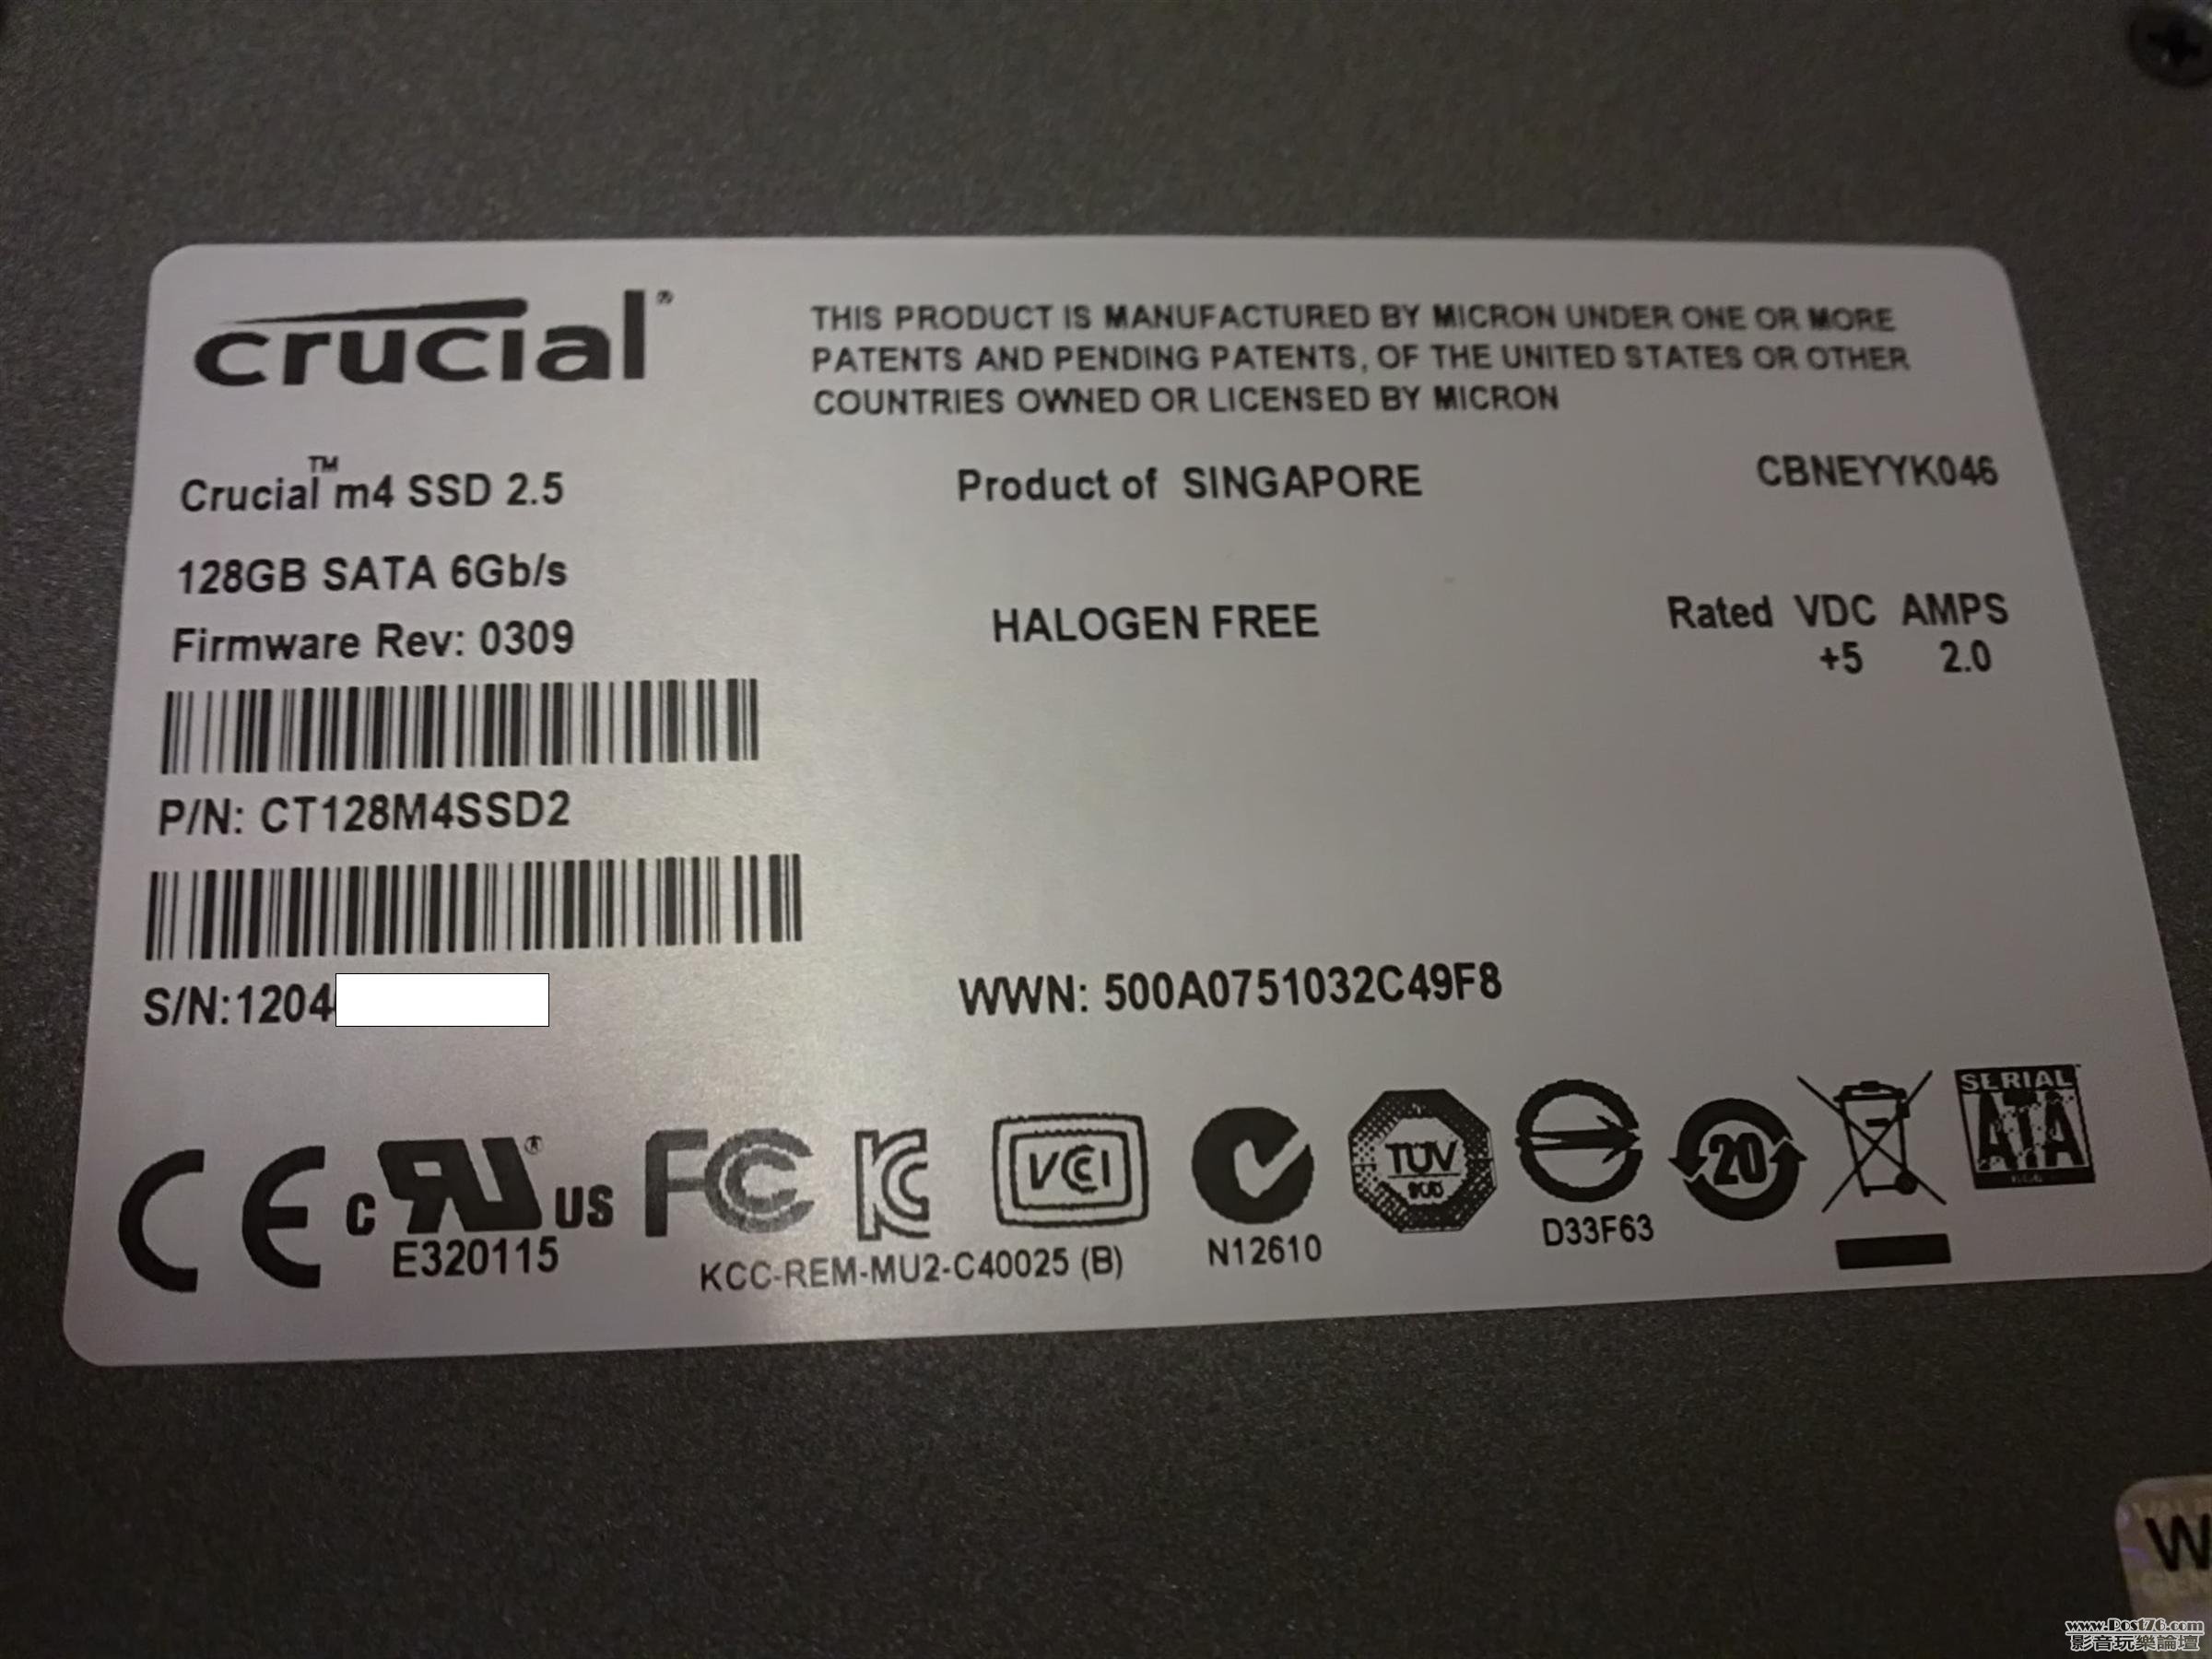 crucial®
THIS PRODUCT IS MANUFACTURED BY MICRON UNDER ONE OR MORE
PATENTS AND PENDING PATENTS, OF THE UNITED STATES OR OTHER
COUNTRIES OWNED OR LICENSED BY MICRON
Crucial™ m4 SSD 2.5
Product of SINGAPORE
CBNEYYK046
128GB SATA 6Gb/s
HALOGEN FREE
Rated VDC AMPS
+5 2.0
Firmware Rev: 0309
P/N: CT128M4SSD2
S/N:1204
WWN: 500A0751032C49F8
CE
c RU® US
E320115
FC
KC
KCC-REM-MU2-C40025 (B)
VCI
N12610
TUV
D33F63
20
SERIAL
ATA
W
www.Post76.com
影音玩樂論壇